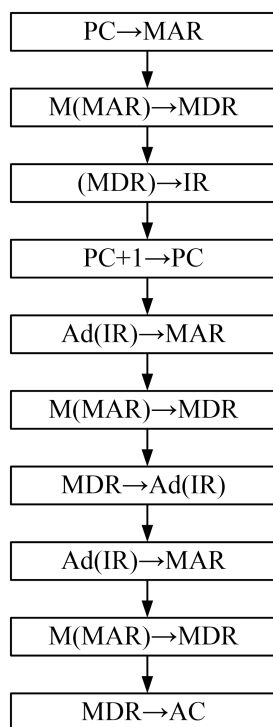 PC→MAR
M(MAR)→MDR
(MDR)→IR
PC+1→PC
Ad(IR)→MAR
M(MAR)→MDR
MDR→Ad(IR)
Ad(IR)→MAR
M(MAR)→MDR
MDR→AC